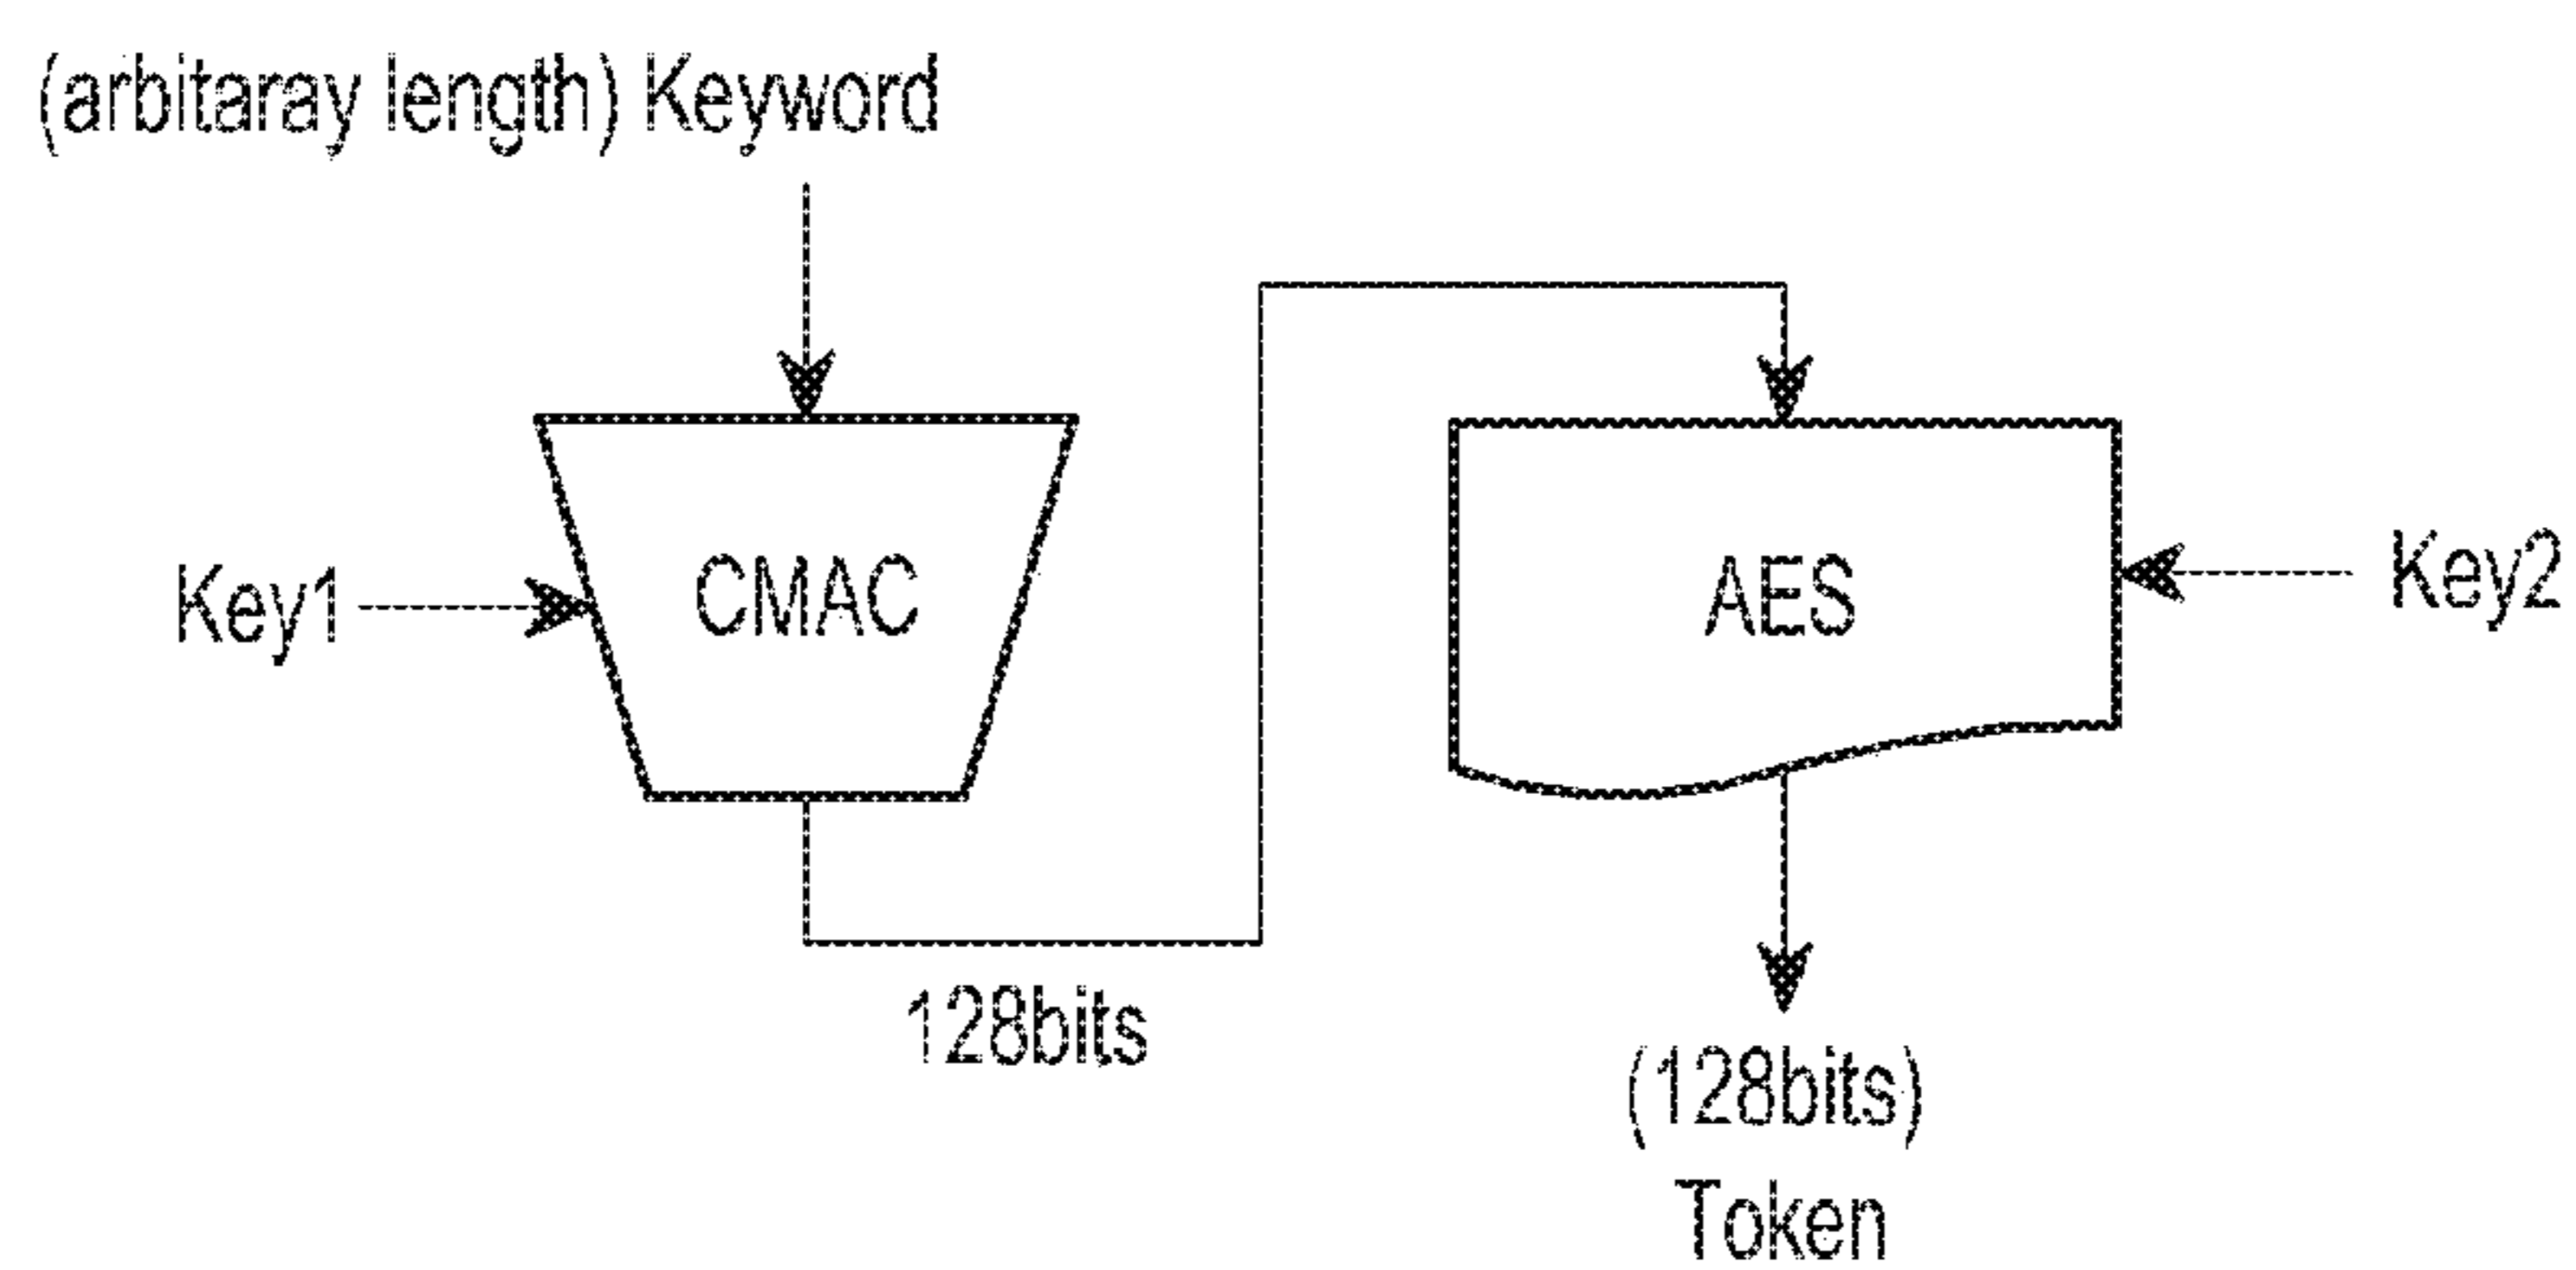 (arbitaray length) Keyword
Key1
CMAC
AES
Key2
128bits
(128bits)
Token